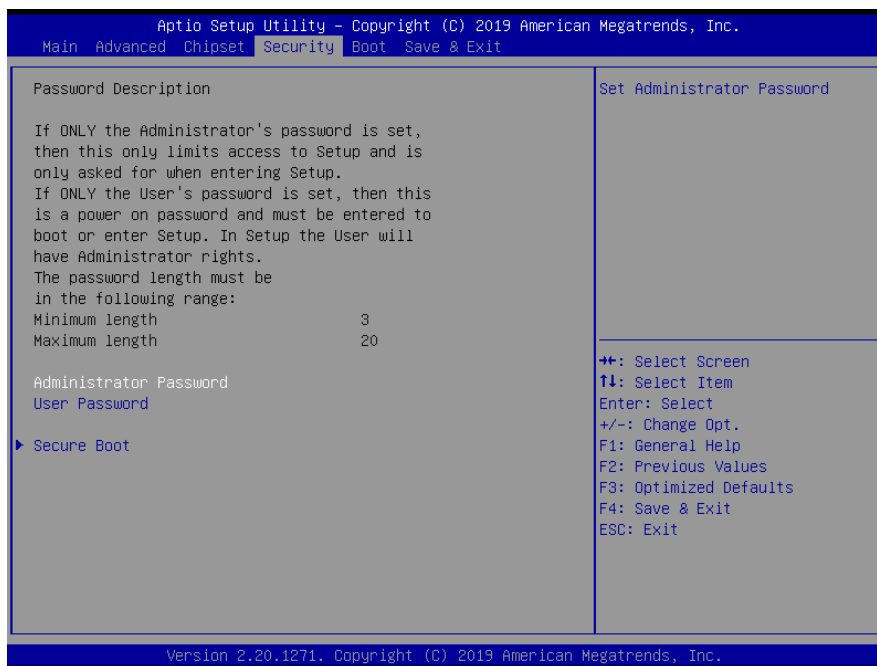 Aptio Setup Utility – Copyright (C) 2019 American Megatrends, Inc.
Main Advanced Chipset Security Boot Save & Exit
Password Description
If ONLY the Administrator's password is set,
then this only limits access to Setup and is
only asked for when entering Setup.
If ONLY the User's password is set, then this
is a power on password and must be entered to
boot or enter Setup. In Setup the User will
have Administrator rights.
The password length must be
in the following range:
Minimum length 3
Maximum length 20
Administrator Password
User Password
Secure Boot
Set Administrator Password
→←: Select Screen
↑↓: Select Item
Enter: Select
+/-: Change Opt.
F1: General Help
F2: Previous Values
F3: Optimized Defaults
F4: Save & Exit
ESC: Exit
Version 2.20.1271. Copyright (C) 2019 American Megatrends, Inc.